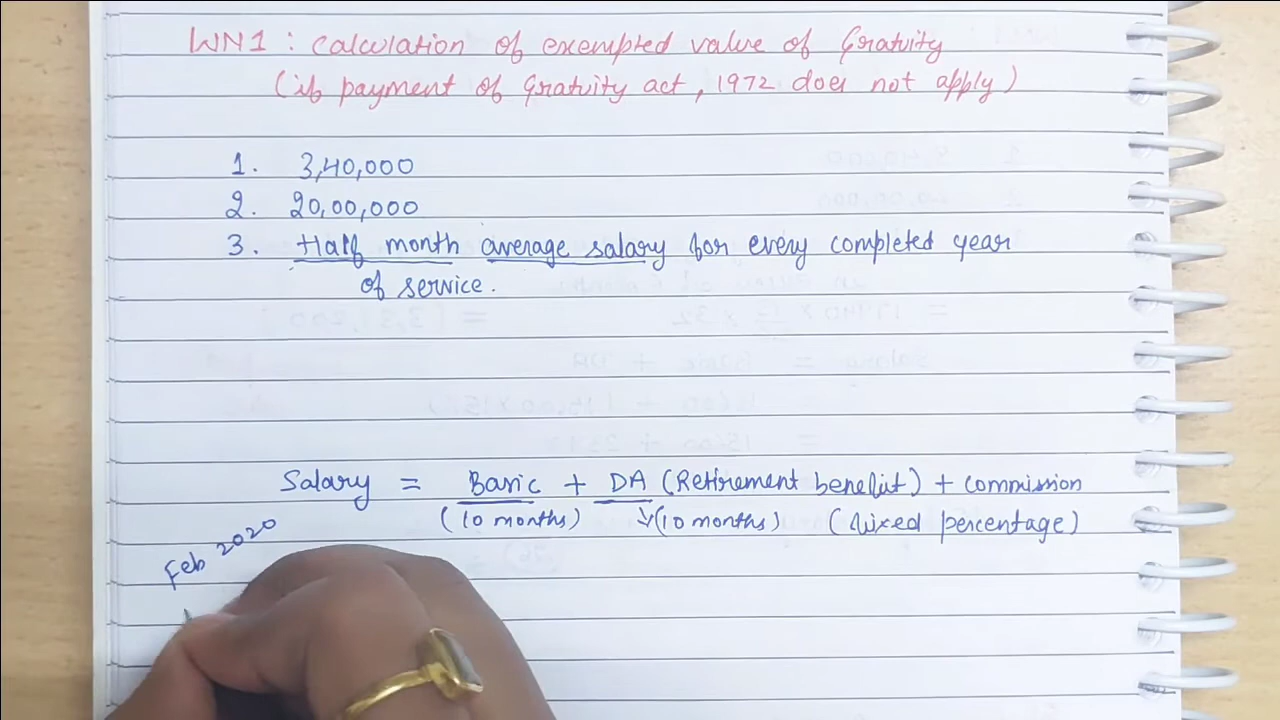 WN1 : Calculation of exempted value of Gratuity
(if payment of Gratuity act, 1972 does not apply)
1. 3,40,000
2. 20,00,000
3. Half month average salary for every completed year
of service.
Salary = Basic + DA (Retirement benefit) + commission
(10 months) ↓(10 months) (fixed percentage)
Feb 2020